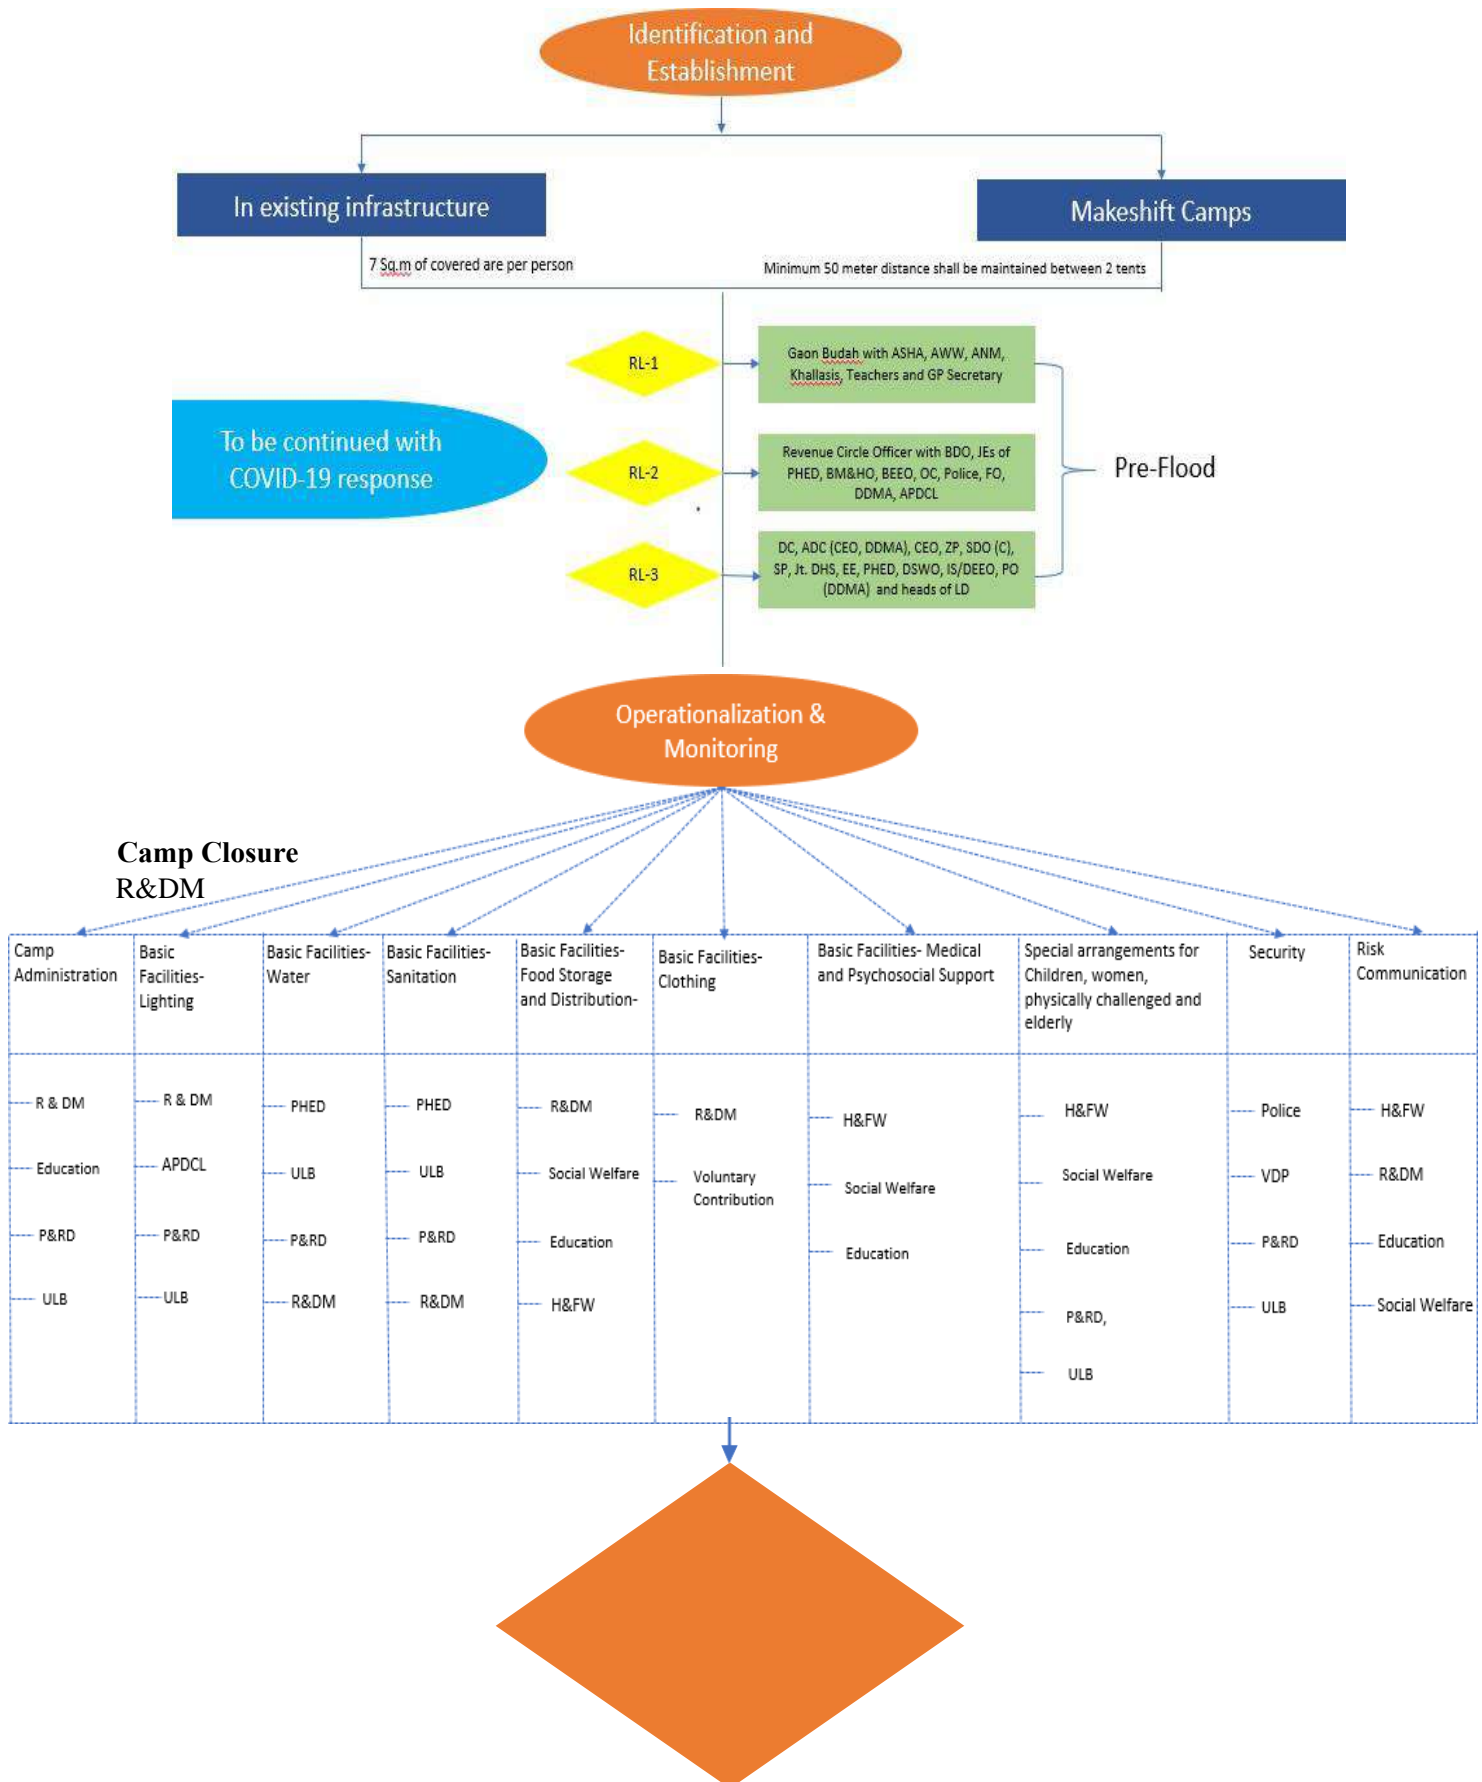 Identification and
Establishment
In existing infrastructure
Makeshift Camps
7 Sq.m of covered are per person
Minimum 50 meter distance shall be maintained between 2 tents
RL-1
Gaon Budah with ASHA, AWW, ANM,
Khallasis, Teachers and GP Secretary
To be continued with
COVID-19 response
RL-2
Revenue Circle Officer with BDO, JEs of
PHED, BM&HO, BEEO, OC, Police, FO,
DDMA, APDCL
Pre-Flood
RL-3
DC, ADC (CEO, DDMA), CEO, ZP, SDO (C),
SP, Jt. DHS, EE, PHED, DSWO, IS/DEEO, PO
(DDMA) and heads of LD
Operationalization &
Monitoring
Camp Closure
R&DM
Camp
Administration
R & DM
Education
P&RD
ULB
Basic
Facilities-
Lighting
R & DM
APDCL
P&RD
ULB
Basic Facilities-
Water
PHED
ULB
P&RD
R&DM
Basic Facilities-
Sanitation
PHED
ULB
P&RD
R&DM
Basic Facilities-
Food Storage
and Distribution-
R&DM
Social Welfare
Education
H&FW
Basic Facilities-
Clothing
R&DM
Voluntary
Contribution
Basic Facilities- Medical
and Psychosocial Support
H&FW
Social Welfare
Education
Special arrangements for
Children, women,
physically challenged and
elderly
H&FW
Social Welfare
Education
P&RD,
ULB
Security
Police
VDP
P&RD
ULB
Risk
Communication
H&FW
R&DM
Education
Social Welfare